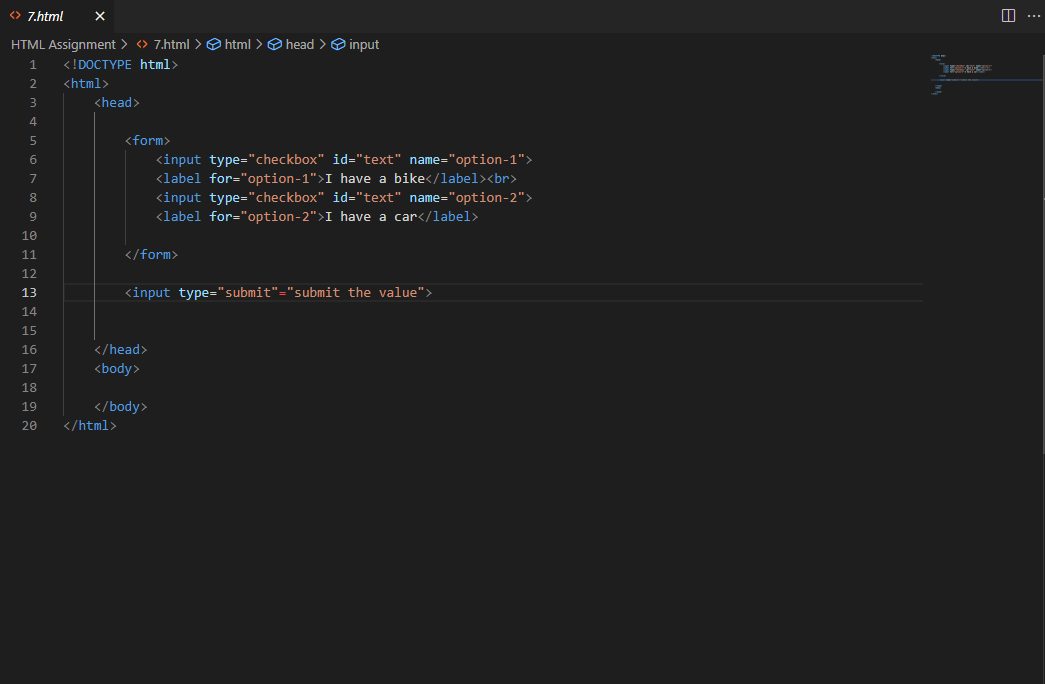 7.html
HTML Assignment > 7.html > html > head > input
1 <!DOCTYPE html>
2 <html>
3 <head>
4
5 <form>
6 <input type="checkbox" id="text" name="option-1">
7 <label for="option-1">I have a bike</label><br>
8 <input type="checkbox" id="text" name="option-2">
9 <label for="option-2">I have a car</label>
10
11 </form>
12
13 <input type="submit"="submit the value">
14
15
16 </head>
17 <body>
18
19 </body>
20 </html>